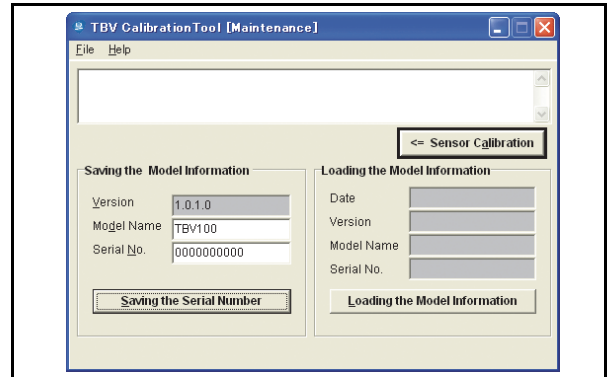 TBV CalibrationTool [Maintenance]
File Help
<= Sensor Calibration
Saving the Model Information
Version 1.0.1.0
Model Name TBV100
Serial No. 0000000000
Saving the Serial Number
Loading the Model Information
Date
Version
Model Name
Serial No.
Loading the Model Information